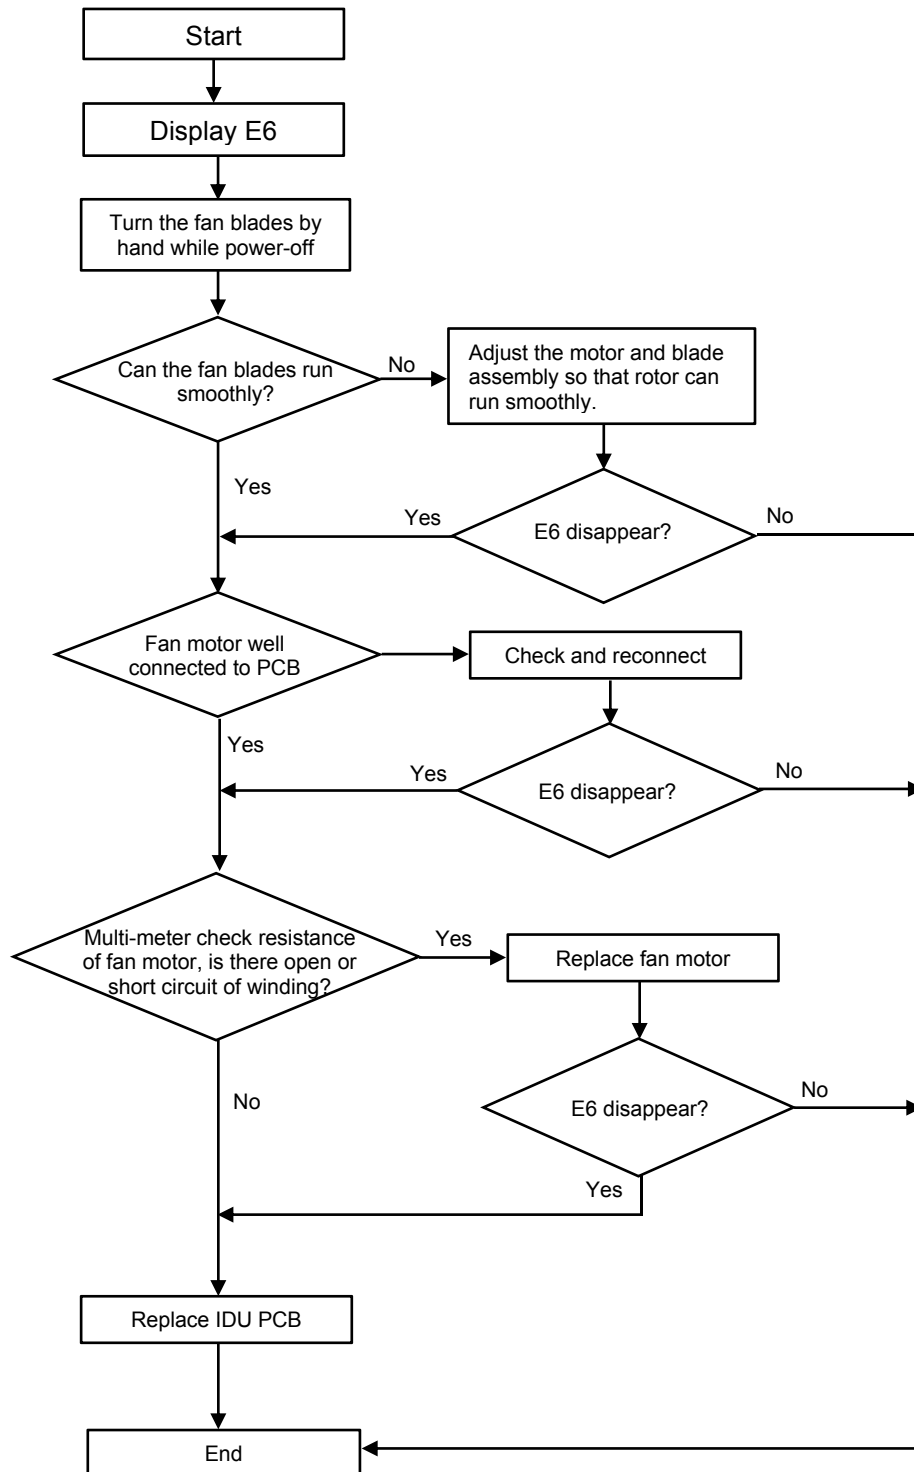 Start
Display E6
Turn the fan blades by
hand while power-off
Can the fan blades run
smoothly?
No
Adjust the motor and blade
assembly so that rotor can
run smoothly.
Yes
Yes
E6 disappear?
No
Fan motor well
connected to PCB
Check and reconnect
Yes
Yes
E6 disappear?
No
Multi-meter check resistance
of fan motor, is there open or
short circuit of winding?
Yes
Replace fan motor
No
E6 disappear?
No
Yes
Replace IDU PCB
End